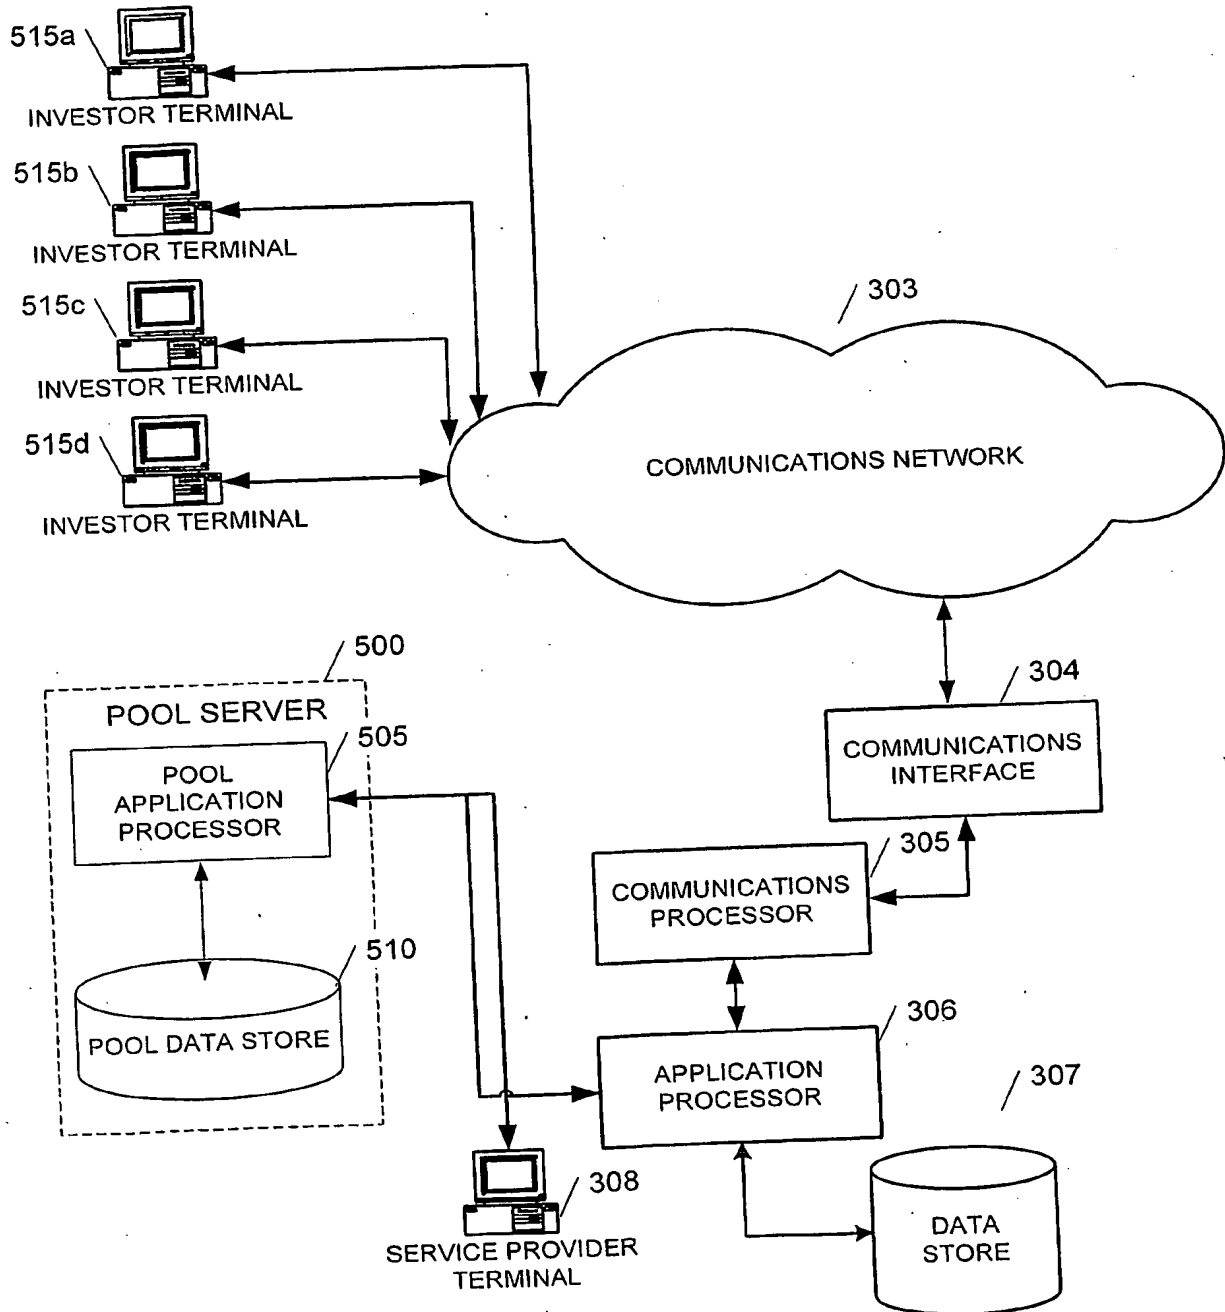 515a
INVESTOR TERMINAL
515b
INVESTOR TERMINAL
515c
INVESTOR TERMINAL
515d
INVESTOR TERMINAL
303
COMMUNICATIONS NETWORK
500
POOL SERVER
505
POOL
APPLICATION
PROCESSOR
510
POOL DATA STORE
304
COMMUNICATIONS
INTERFACE
305
COMMUNICATIONS
PROCESSOR
306
APPLICATION
PROCESSOR
307
DATA
STORE
308
SERVICE PROVIDER
TERMINAL